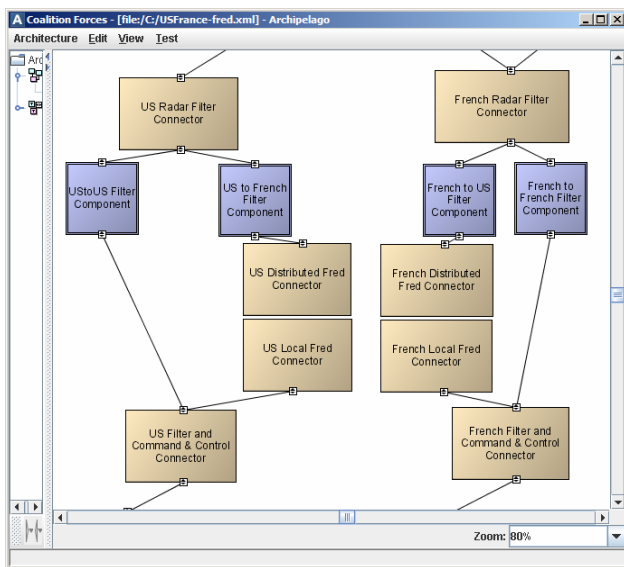 Coalition Forces - [file:/C:/USFrance-fred.xml] - Archipelago
Architecture Edit View Test
Arc
US Radar Filter
Connector
French Radar Filter
Connector
UStoUS Filter
Component
US to French
Filter
Component
French to US
Filter
Component
French to
French Filter
Component
US Distributed Fred
Connector
French Distributed
Fred Connector
US Local Fred
Connector
French Local Fred
Connector
US Filter and
Command & Control
Connector
French Filter and
Command & Control
Connector
Zoom: 80%